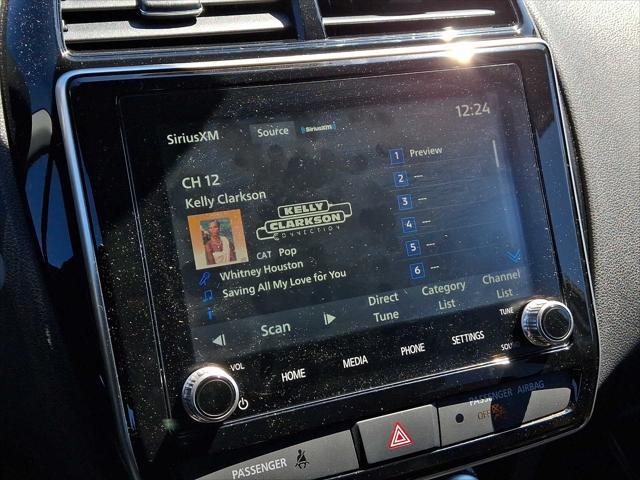 12:24
SiriusXM Source SiriusXM
1 Preview
CH 12
2 ---
Kelly Clarkson
3 ---
KELLY
CLARKSON
CONNECTION
4 ---
CAT Pop
5 ---
Whitney Houston
6 ---
Saving All My Love for You
Scan
Direct
Tune
Category
List
Channel
List
VOL
HOME
MEDIA
PHONE
SETTINGS
TUNE
PASSENGER
PASSENGER AIRBAG
OFF